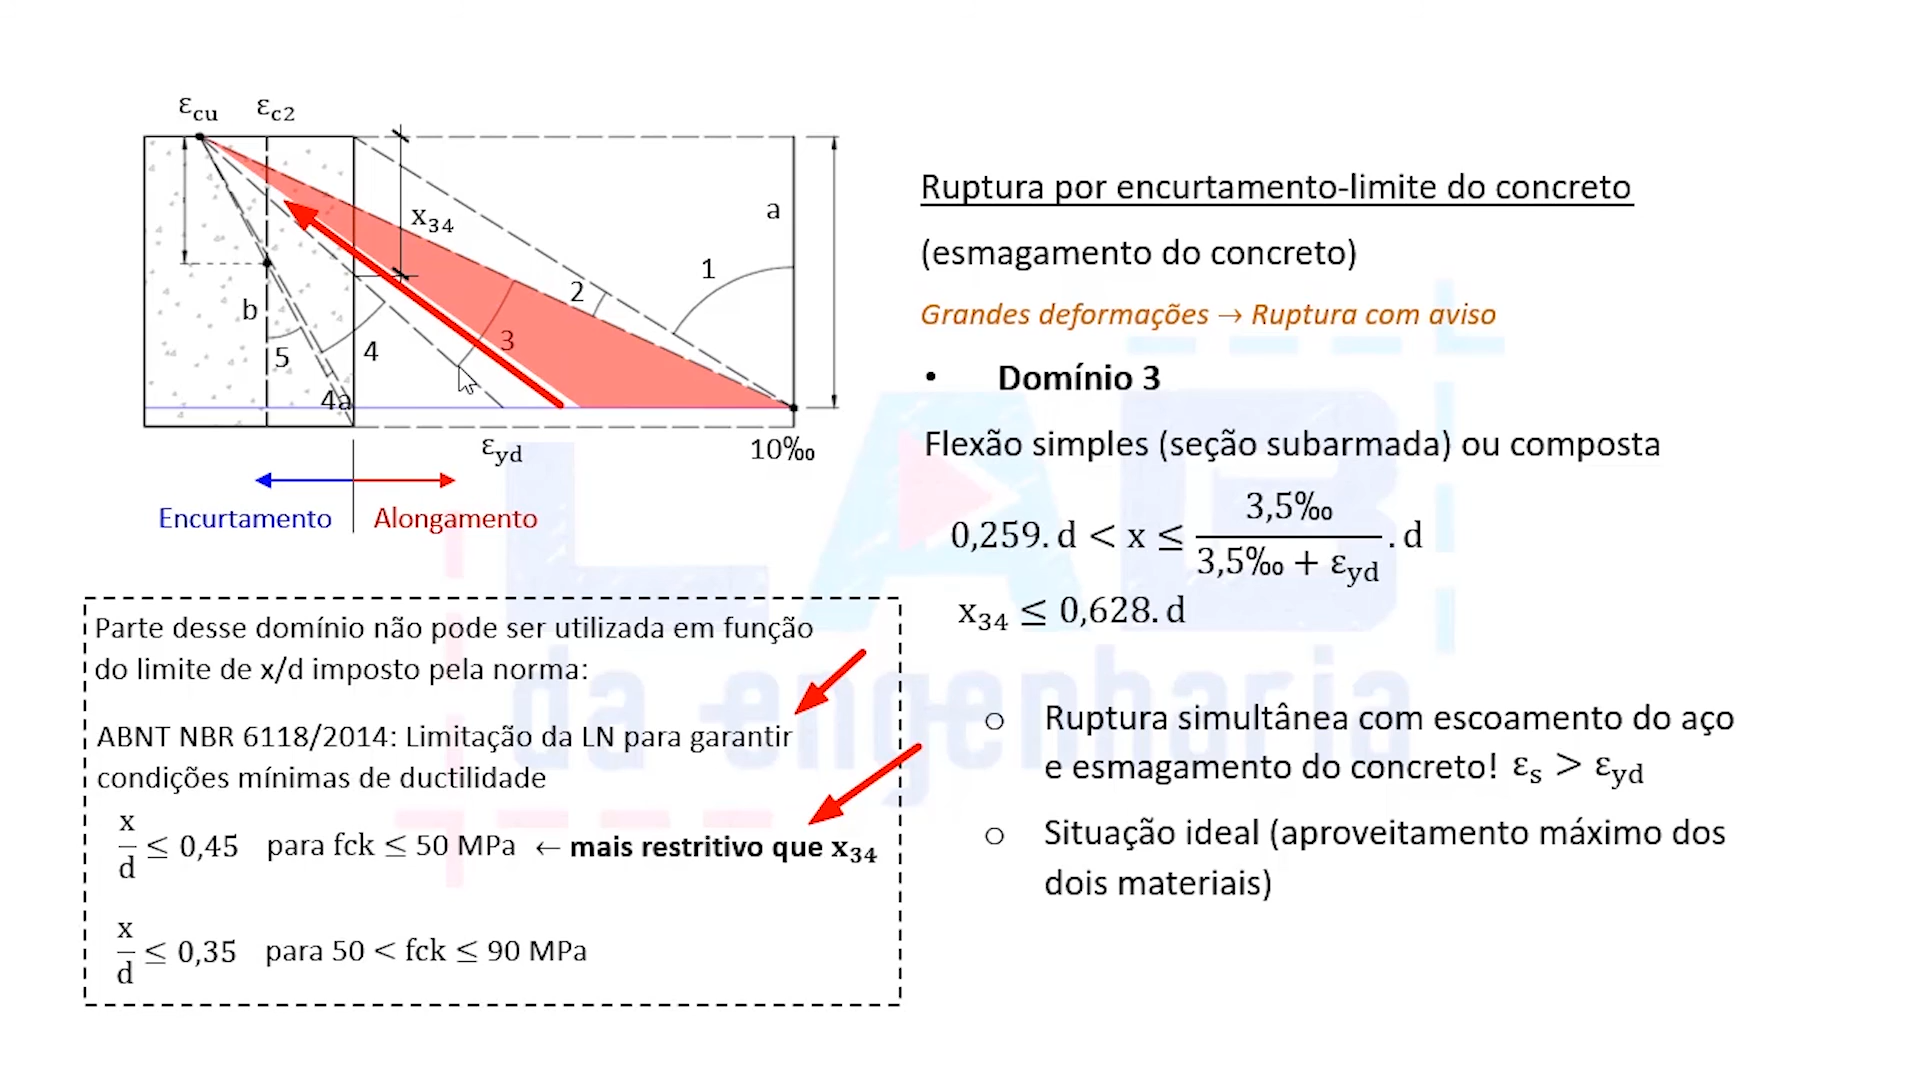 εcu εc2
x34
a
1
2
3
b
5
4
4a
εyd
10‰
Encurtamento Alongamento
Parte desse domínio não pode ser utilizada em função
do limite de x/d imposto pela norma:
ABNT NBR 6118/2014: Limitação da LN para garantir
condições mínimas de ductilidade
x/d ≤ 0,45 para fck ≤ 50 MPa ← mais restritivo que x34
x/d ≤ 0,35 para 50 < fck ≤ 90 MPa
Ruptura por encurtamento-limite do concreto
(esmagamento do concreto)
Grandes deformações → Ruptura com aviso
• Domínio 3
Flexão simples (seção subarmada) ou composta
0,259. d < x ≤ 3,5‰ / (3,5‰ + εyd) . d
x34 ≤ 0,628. d
○ Ruptura simultânea com escoamento do aço
e esmagamento do concreto! εs > εyd
○ Situação ideal (aproveitamento máximo dos
dois materiais)
LAB
da engenharia